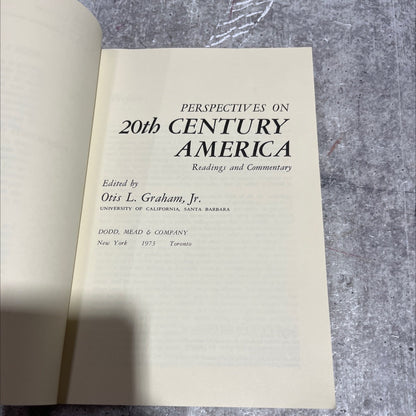 PERSPECTIVES ON
20th CENTURY
AMERICA
Readings and Commentary
Edited by
Otis L. Graham, Jr.
UNIVERSITY OF CALIFORNIA, SANTA BARBARA
DODD, MEAD & COMPANY
New York 1973 Toronto